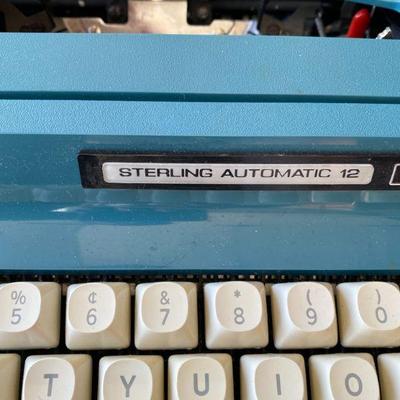 STERLING AUTOMATIC 12
% ¢ & * ( )
5 6 7 8 9 0
T Y U I O